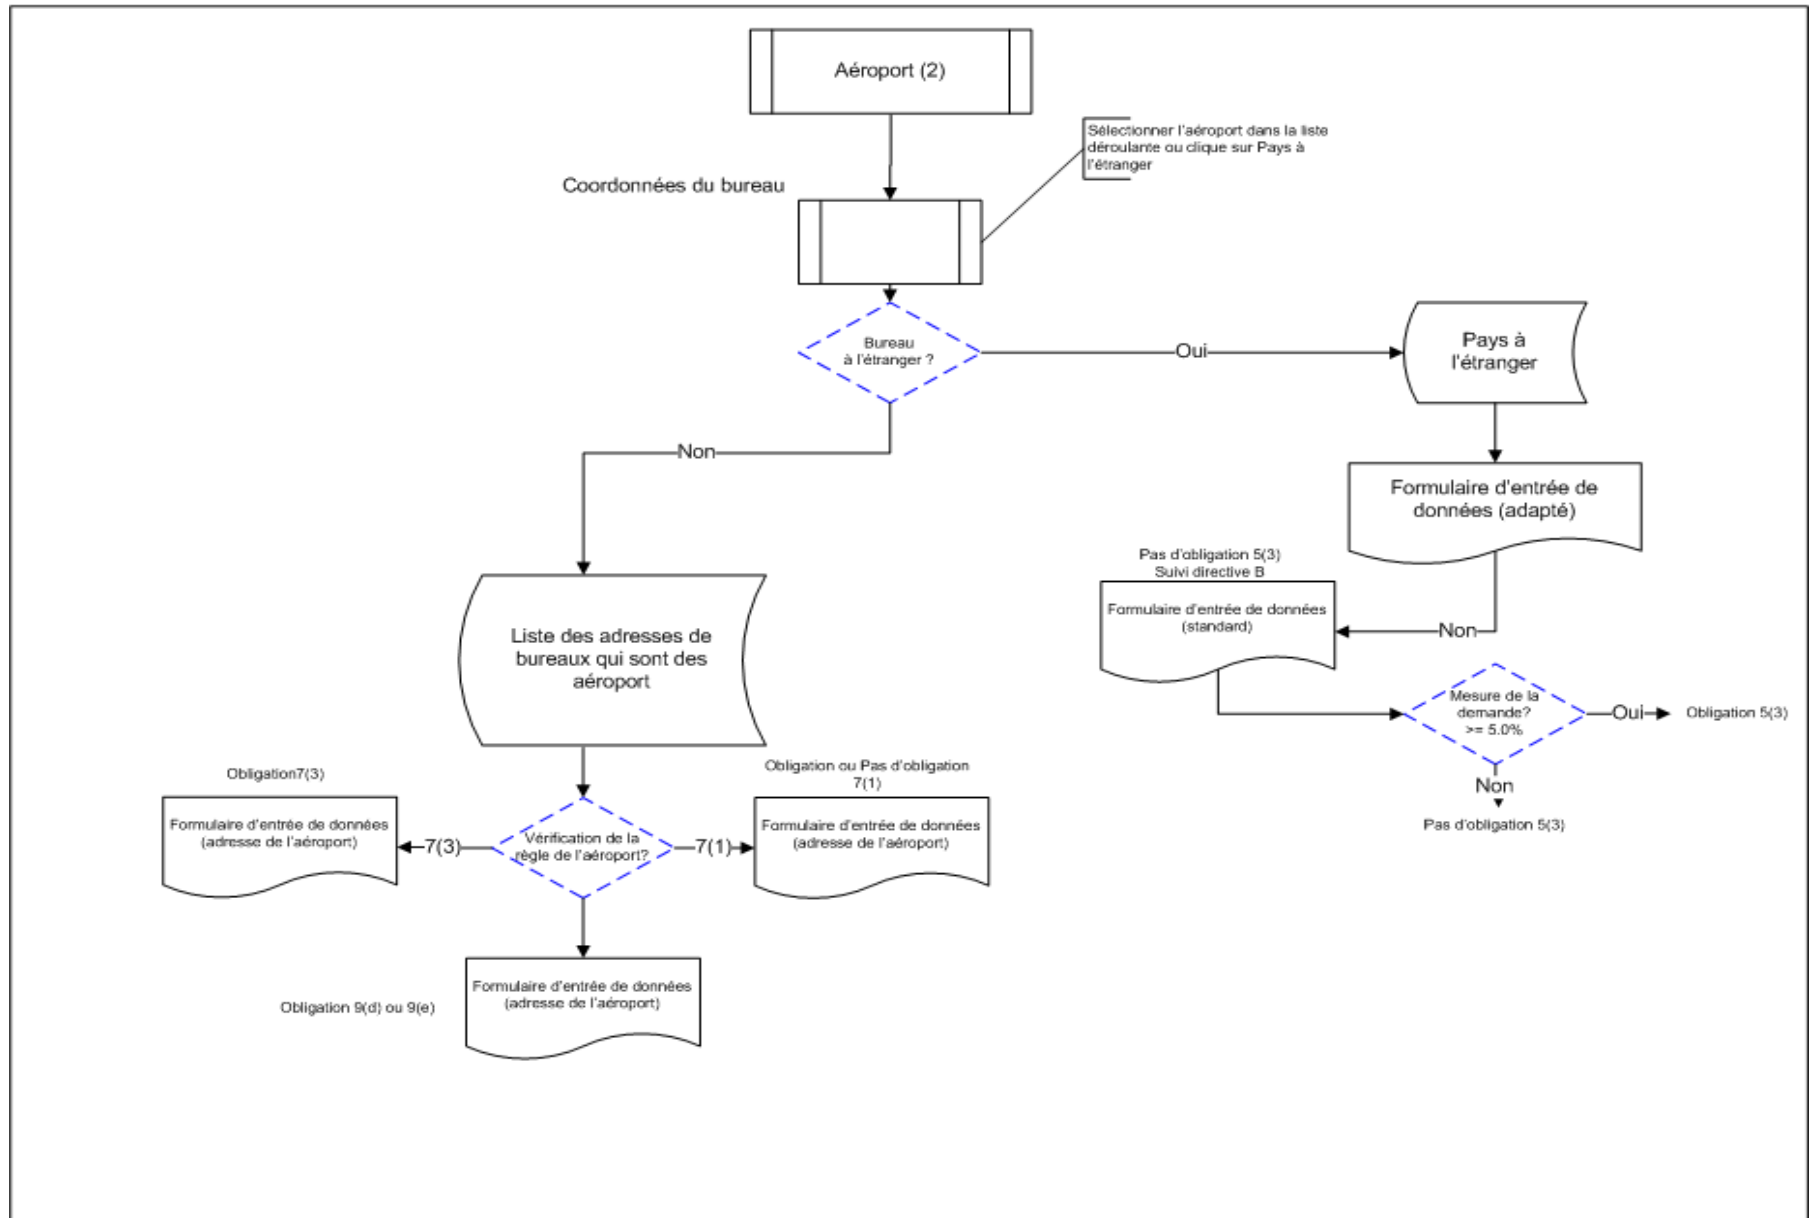 Aéroport (2)
Sélectionner l'aéroport dans la liste
déroulante ou clique sur Pays à
l'étranger
Coordonnées du bureau
Bureau
à l'étranger ?
Oui
Pays à
l'étranger
Non
Formulaire d'entrée de
données (adapté)
Pas d'obligation 5(3)
Suivi directive B
Formulaire d'entrée de données
(standard)
Non
Liste des adresses de
bureaux qui sont des
aéroport
Mesure de la
demande?
>= 5.0%
Oui
Obligation 5(3)
Non
Pas d'obligation 5(3)
Obligation7(3)
Formulaire d'entrée de données
(adresse de l'aéroport)
7(3)
Vérification de la
règle de l'aéroport?
7(1)
Obligation ou Pas d'obligation
7(1)
Formulaire d'entrée de données
(adresse de l'aéroport)
Obligation 9(d) ou 9(e)
Formulaire d'entrée de données
(adresse de l'aéroport)